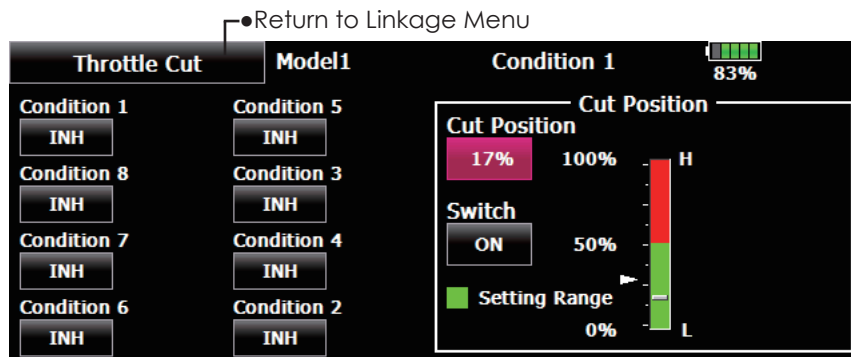 Return to Linkage Menu
Throttle Cut Model1 Condition 1 83%
Condition 1 Condition 5
INH INH
Condition 8 Condition 3
INH INH
Condition 7 Condition 4
INH INH
Condition 6 Condition 2
INH INH
Cut Position
Cut Position
17% 100% H
Switch
ON 50%
Setting Range
0% L